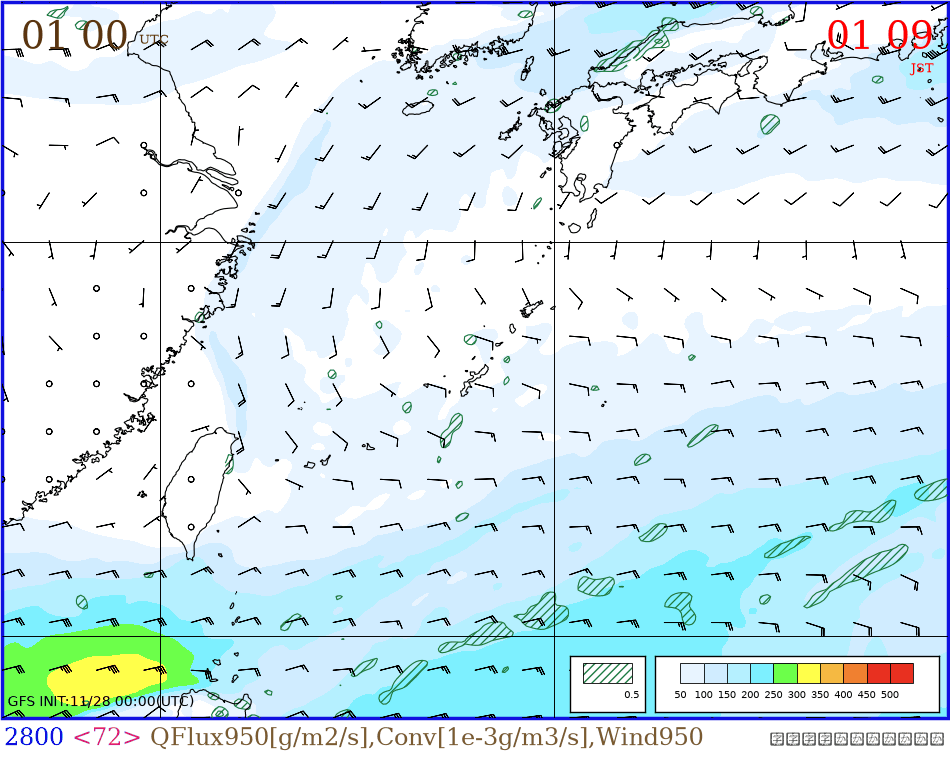 01 00 UTC
01 09
JST
0.5
50 100 150 200 250 300 350 400 450 500
GFS INIT:11/28 00:00(UTC)
2800 <72> QFlux950[g/m2/s],Conv[1e-3g/m3/s],Wind950